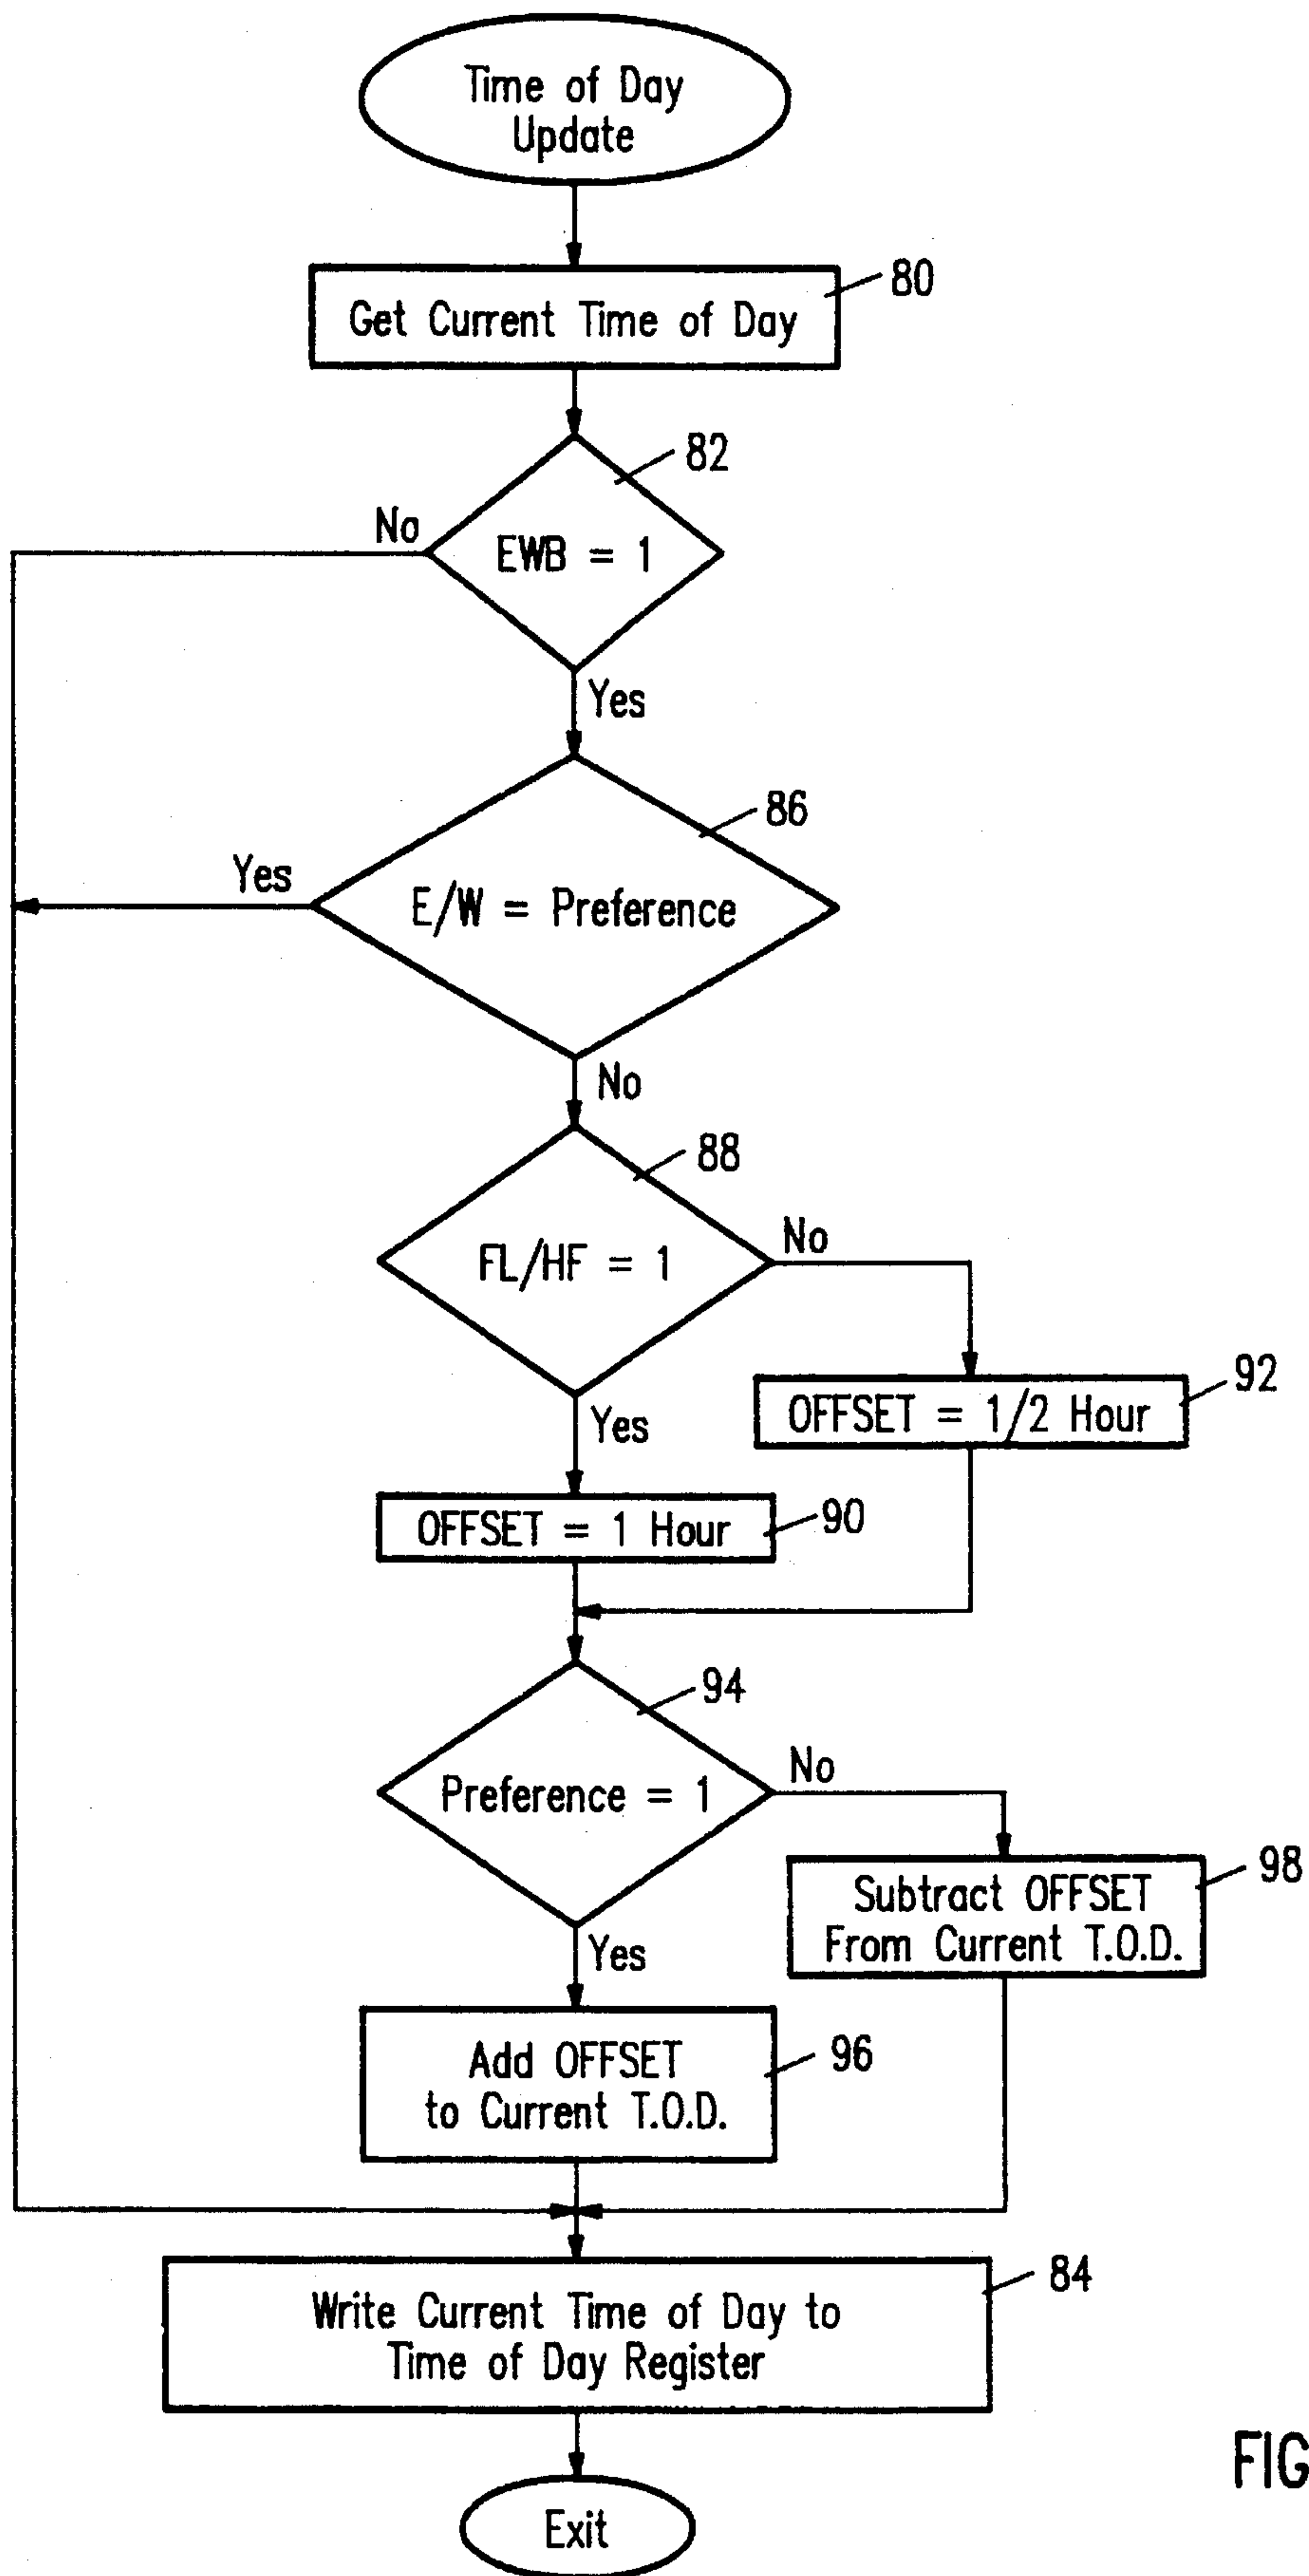 Time of Day
Update
80
Get Current Time of Day
82
No
EWB = 1
Yes
86
Yes
E/W = Preference
No
88
No
FL/HF = 1
92
OFFSET = 1/2 Hour
Yes
90
OFFSET = 1 Hour
94
No
Preference = 1
98
Subtract OFFSET
From Current T.O.D.
Yes
96
Add OFFSET
to Current T.O.D.
84
Write Current Time of Day to
Time of Day Register
FIG
Exit